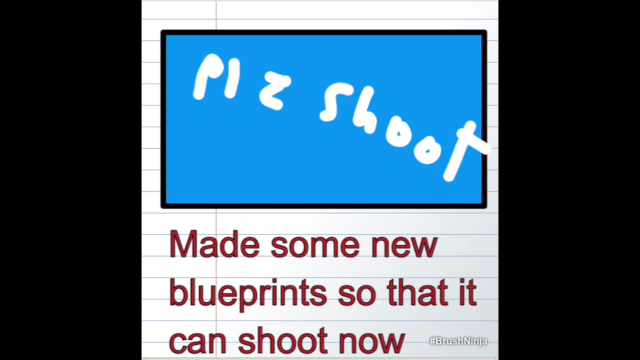 Plz shoot
Made some new
blueprints so that it
can shoot now
#BrushNinja